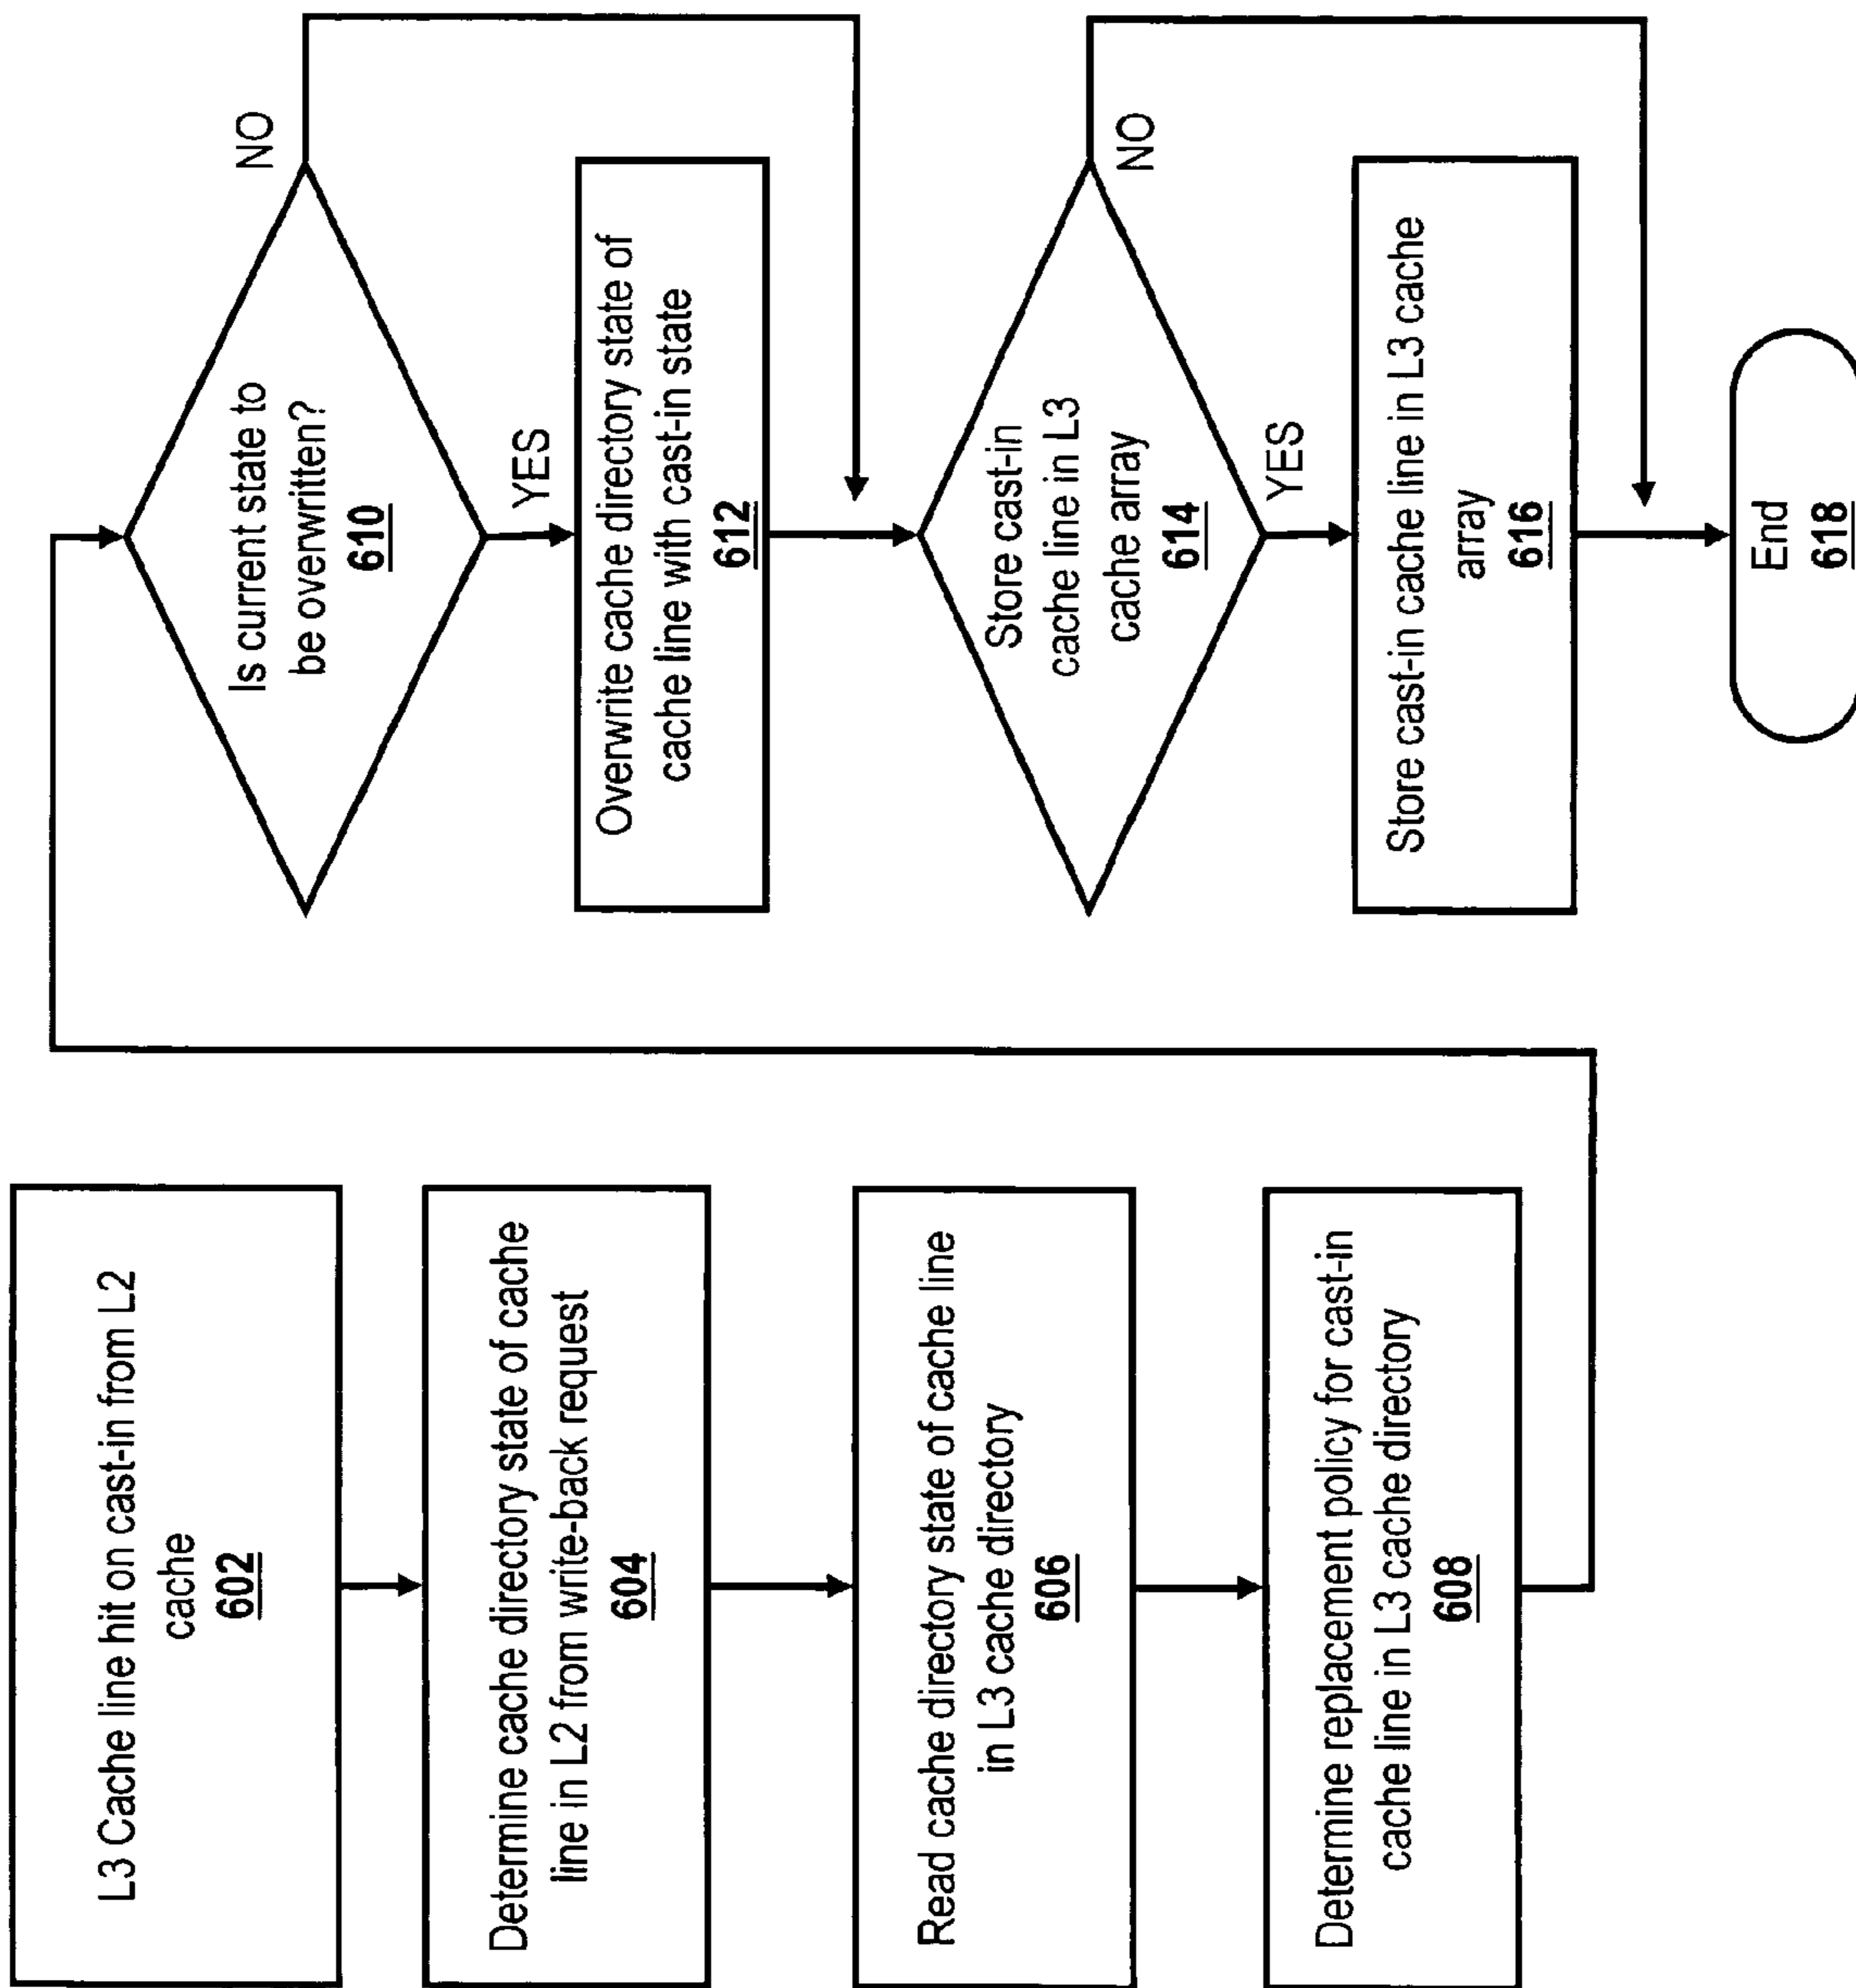 L3 Cache line hit on cast-in from L2
cache
602
Determine cache directory state of cache
line in L2 from write-back request
604
Read cache directory state of cache line
in L3 cache directory
606
Determine replacement policy for cast-in
cache line in L3 cache directory
608
Is current state to
be overwritten?
610
NO
YES
Overwrite cache directory state of
cache line with cast-in state
612
Store cast-in
cache line in L3
cache array
614
NO
YES
Store cast-in cache line in L3 cache
array
616
End
618